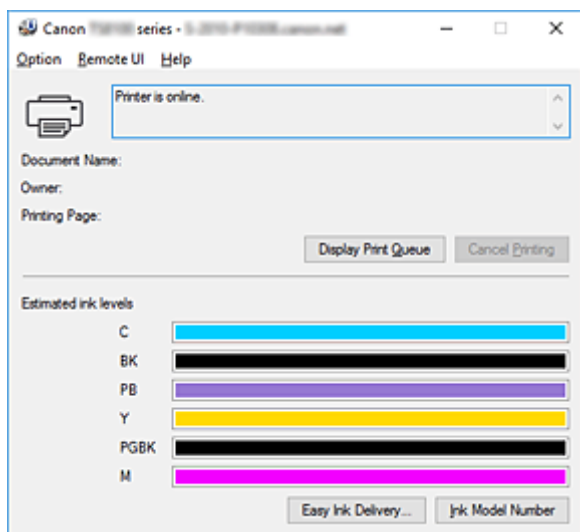 Canon series -
Option Remote UI Help
Printer is online.
Document Name:
Owner:
Printing Page:
Display Print Queue Cancel Printing
Estimated ink levels
C
BK
PB
Y
PGBK
M
Easy Ink Delivery... Ink Model Number